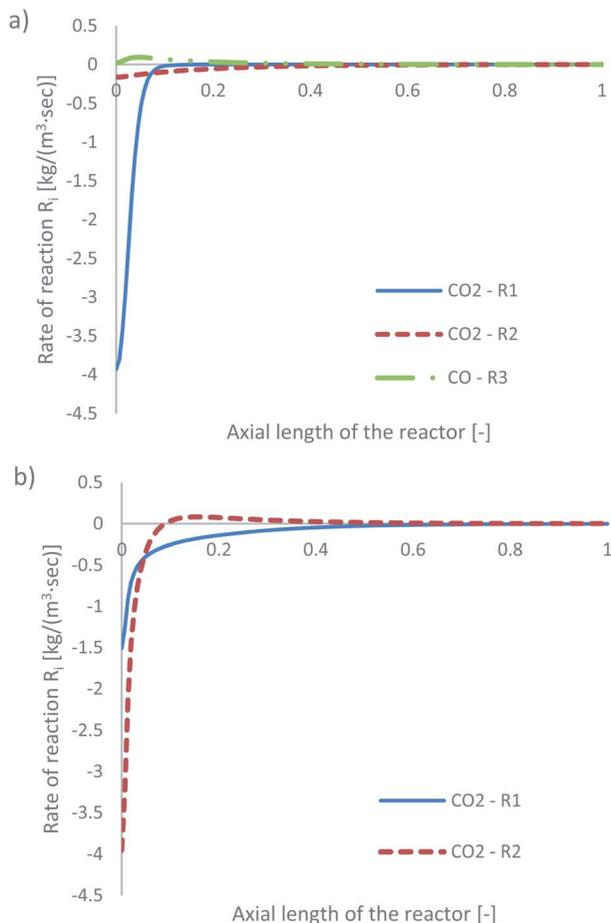 a)
0.5
0
-0.5
-1
-1.5
-2
-2.5
-3
-3.5
-4
-4.5
0 0.2 0.4 0.6 0.8 1
Rate of reaction Ri [kg/(m³·sec)]
CO2 - R1
CO2 - R2
CO - R3
Axial length of the reactor [-]
b)
0.5
0
-0.5
-1
-1.5
-2
-2.5
-3
-3.5
-4
-4.5
0 0.2 0.4 0.6 0.8 1
Rate of reaction Ri [kg/(m³·sec)]
CO2 - R1
CO2 - R2
Axial length of the reactor [-]